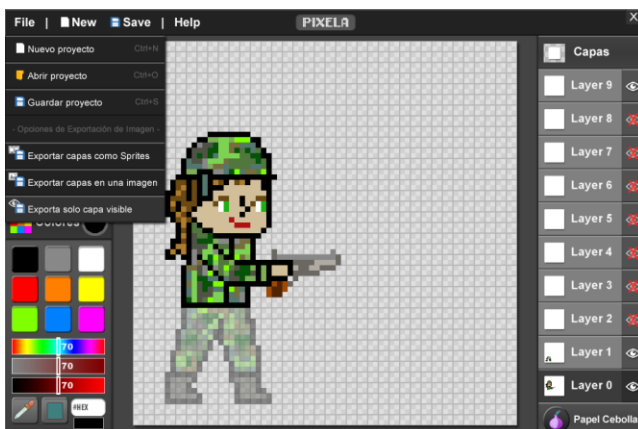 File | New Save | Help PIXELA X
Nuevo proyecto Ctrl+N
Abrir proyecto Ctrl+O
Guardar proyecto Ctrl+S
- Opciones de Exportación de Imagen -
Exportar capas como Sprites
Exportar capas en una imagen
Exporta solo capa visible
Colores
70
70
70
#HEX
Capas
Layer 9
Layer 8
Layer 7
Layer 6
Layer 5
Layer 4
Layer 3
Layer 2
Layer 1
Layer 0
Papel Cebolla